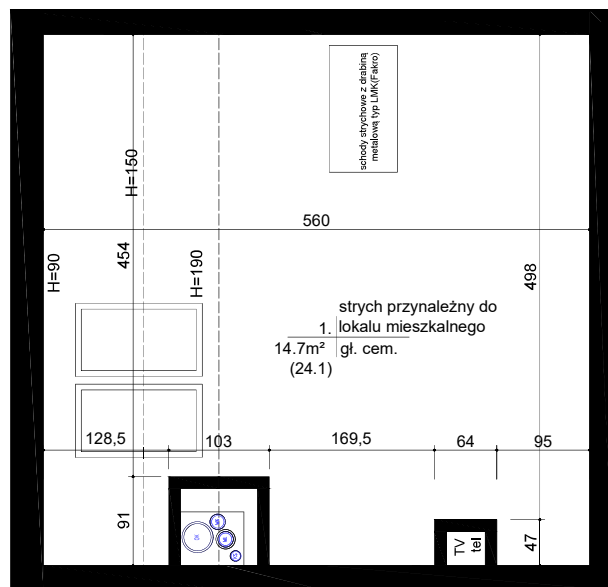 schody strychowe z drabiną
metalową typ LMK(Fakro)
H=150
560
454
H=90
H=190
498
strych przynależny do
1. lokalu mieszkalnego
14.7m² gł. cem.
(24.1)
128,5
103
169,5
64
95
91
TV
tel
47